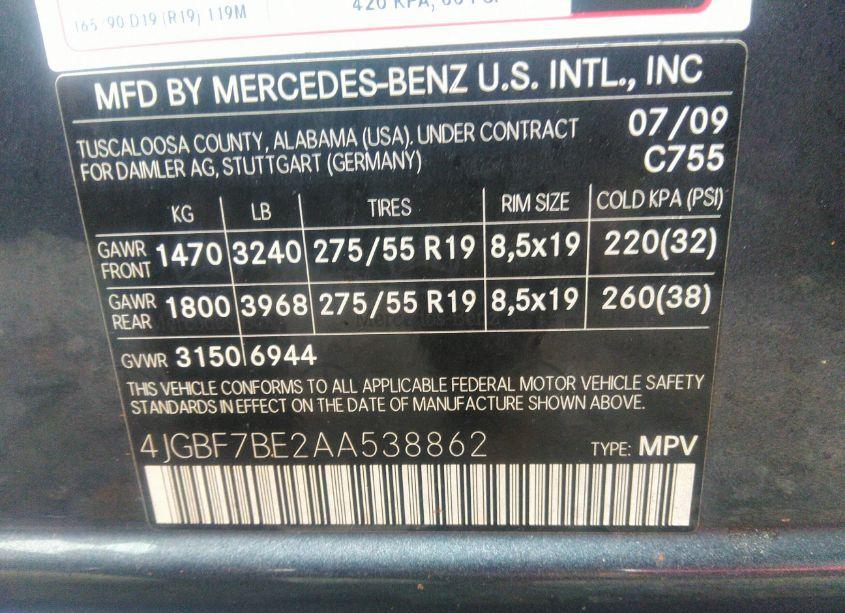 165/90 D19 (R19) 119M
420 KPA, 60 PSI
MFD BY MERCEDES-BENZ U.S. INTL., INC
TUSCALOOSA COUNTY, ALABAMA (USA). UNDER CONTRACT 07/09
FOR DAIMLER AG, STUTTGART (GERMANY) C755
KG LB TIRES RIM SIZE COLD KPA (PSI)
GAWR FRONT 1470 3240 275/55 R19 8,5x19 220(32)
GAWR REAR 1800 3968 275/55 R19 8,5x19 260(38)
GVWR 3150 6944
THIS VEHICLE CONFORMS TO ALL APPLICABLE FEDERAL MOTOR VEHICLE SAFETY
STANDARDS IN EFFECT ON THE DATE OF MANUFACTURE SHOWN ABOVE.
4JGBF7BE2AA538862 TYPE: MPV